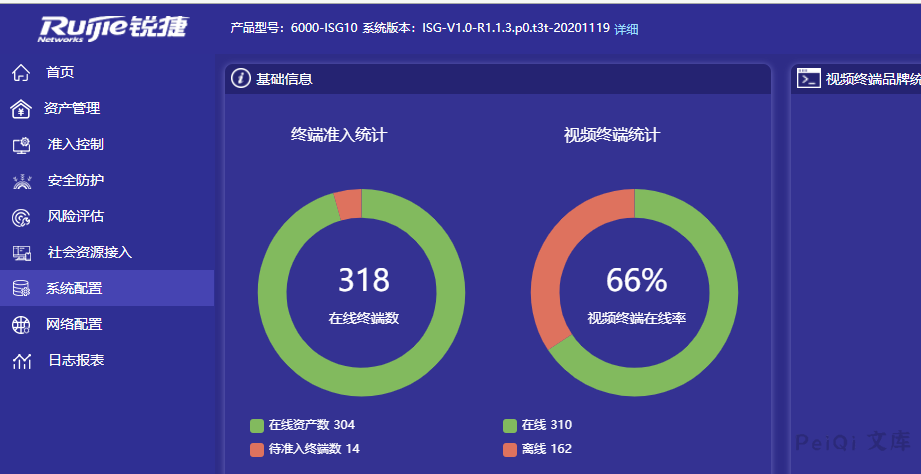 Ruijie锐捷
Networks
产品型号：6000-ISG10 系统版本：ISG-V1.0-R1.1.3.p0.t3t-20201119 详细
首页
资产管理
准入控制
安全防护
风险评估
社会资源接入
系统配置
网络配置
日志报表
基础信息
终端准入统计
318
在线终端数
在线资产数 304
待准入终端数 14
视频终端统计
66%
视频终端在线率
在线 310
离线 162
视频终端品牌统
PeiQi 文库